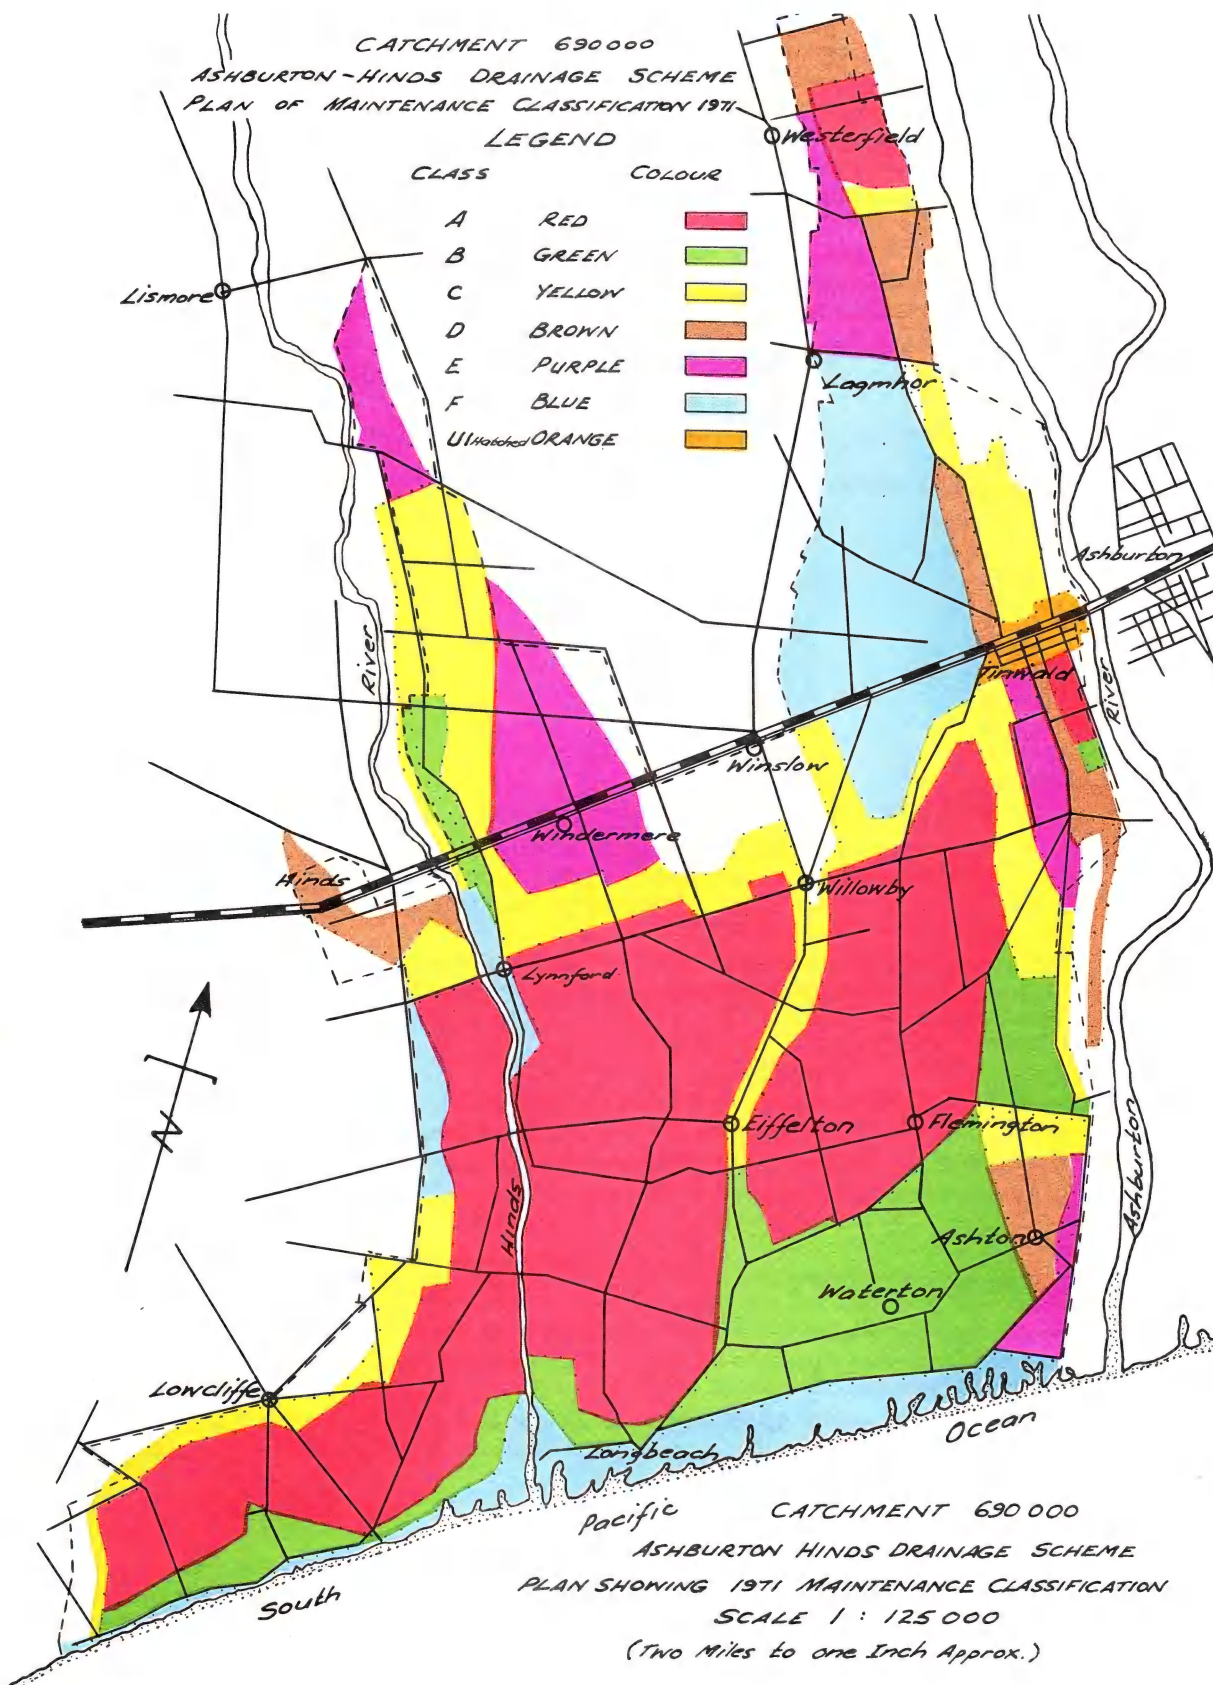 CATCHMENT 690000
ASHBURTON-HINDS DRAINAGE SCHEME
PLAN OF MAINTENANCE CLASSIFICATION 1971
LEGEND
CLASS COLOUR
A RED
B GREEN
C YELLOW
D BROWN
E PURPLE
F BLUE
U1 Hatched ORANGE
Westerfield
Lismore
Lagmhor
Ashburton
River
Tinwald
River
Winslow
Windermere
Hinds
Willowby
Lynnford
N
Eiffelton
Flemington
Ashburton
Hinds
Ashton
Waterton
Lowcliffe
Longbeach
Ocean
Pacific
South
CATCHMENT 690 000
ASHBURTON HINDS DRAINAGE SCHEME
PLAN SHOWING 1971 MAINTENANCE CLASSIFICATION
SCALE 1 : 125 000
(Two Miles to one Inch Approx.)